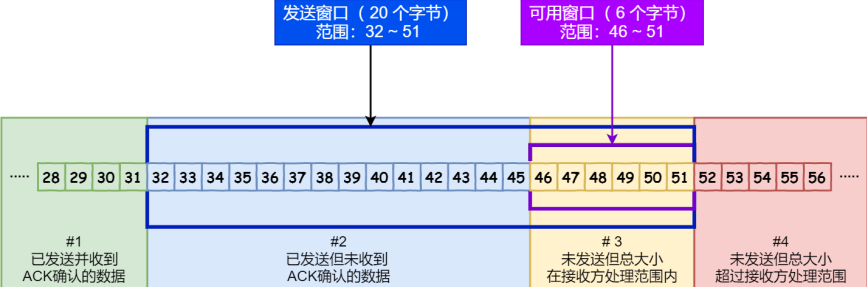 发送窗口（ 20 个字节）
范围：32 ~ 51
可用窗口（ 6 个字节）
范围：46 ~ 51
····· 28 29 30 31 32 33 34 35 36 37 38 39 40 41 42 43 44 45 46 47 48 49 50 51 52 53 54 55 56 ·····
#1
已发送并收到
ACK确认的数据
#2
已发送但未收到
ACK确认的数据
# 3
未发送但总大小
在接收方处理范围内
#4
未发送但总大小
超过接收方处理范围